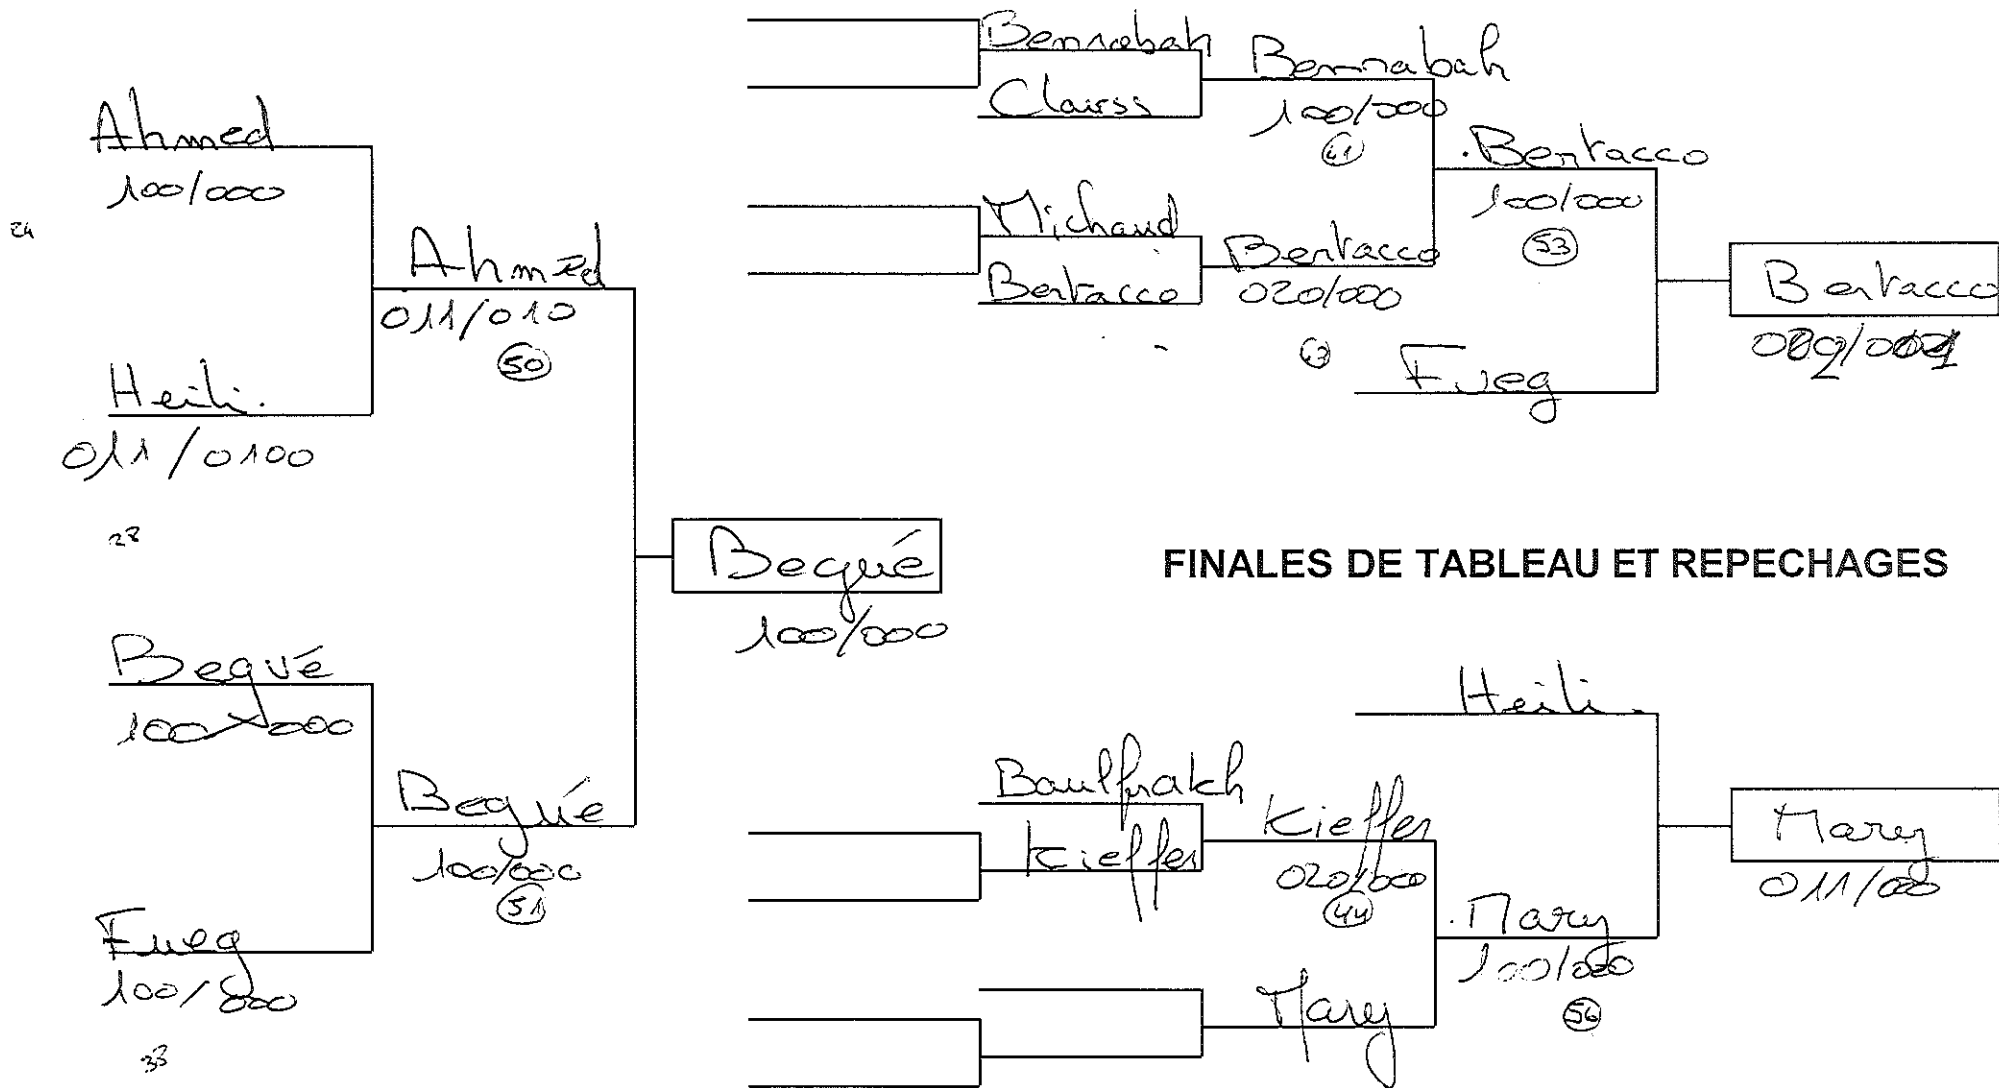 Ahmed
100/000
24
Ahmed
011/010
50
Heili.
011/0100
28
Bequé
100/000
Bequé
100/000
Bequé
100/000
51
Fueg
100/000
33
Bennabah
Clairss
Bennabah
100/000
41
Michaud
Bertacco
Bertacco
020/000
43
.Bertacco
100/000
53
Fueg
Bertacco
FINALES DE TABLEAU ET REPECHAGES
Heili.
Baulfrakh
Kieffer
Kieffer
020/000
44
Mary
.Mary
100/000
56
Mary
011/00